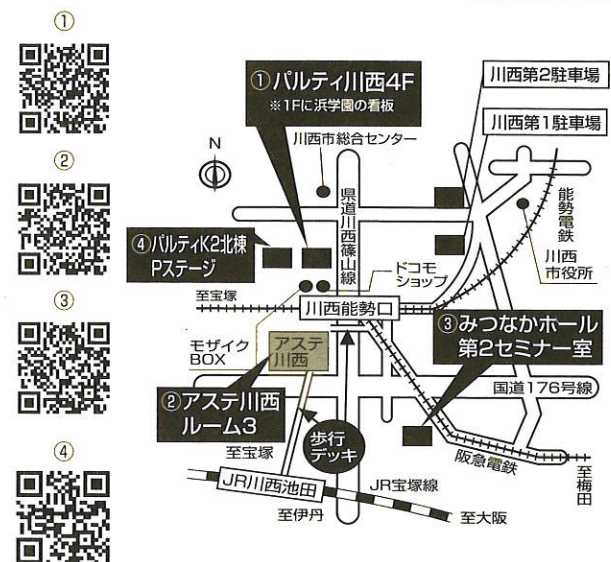 ①
②
③
④
①パルティ川西4F
※1Fに浜学園の看板
川西市総合センター
N
県道川西篠山線
川西第2駐車場
川西第1駐車場
能勢電鉄
川西
市役所
④パルティK2北棟
Pステージ
ドコモ
ショップ
至宝塚
川西能勢口
モザイク
BOX
アステ
川西
③みつなかホール
第2セミナー室
②アステ川西
ルーム3
国道176号線
歩行
デッキ
至宝塚
阪急電鉄
至梅田
JR川西池田
JR宝塚線
至伊丹
至大阪